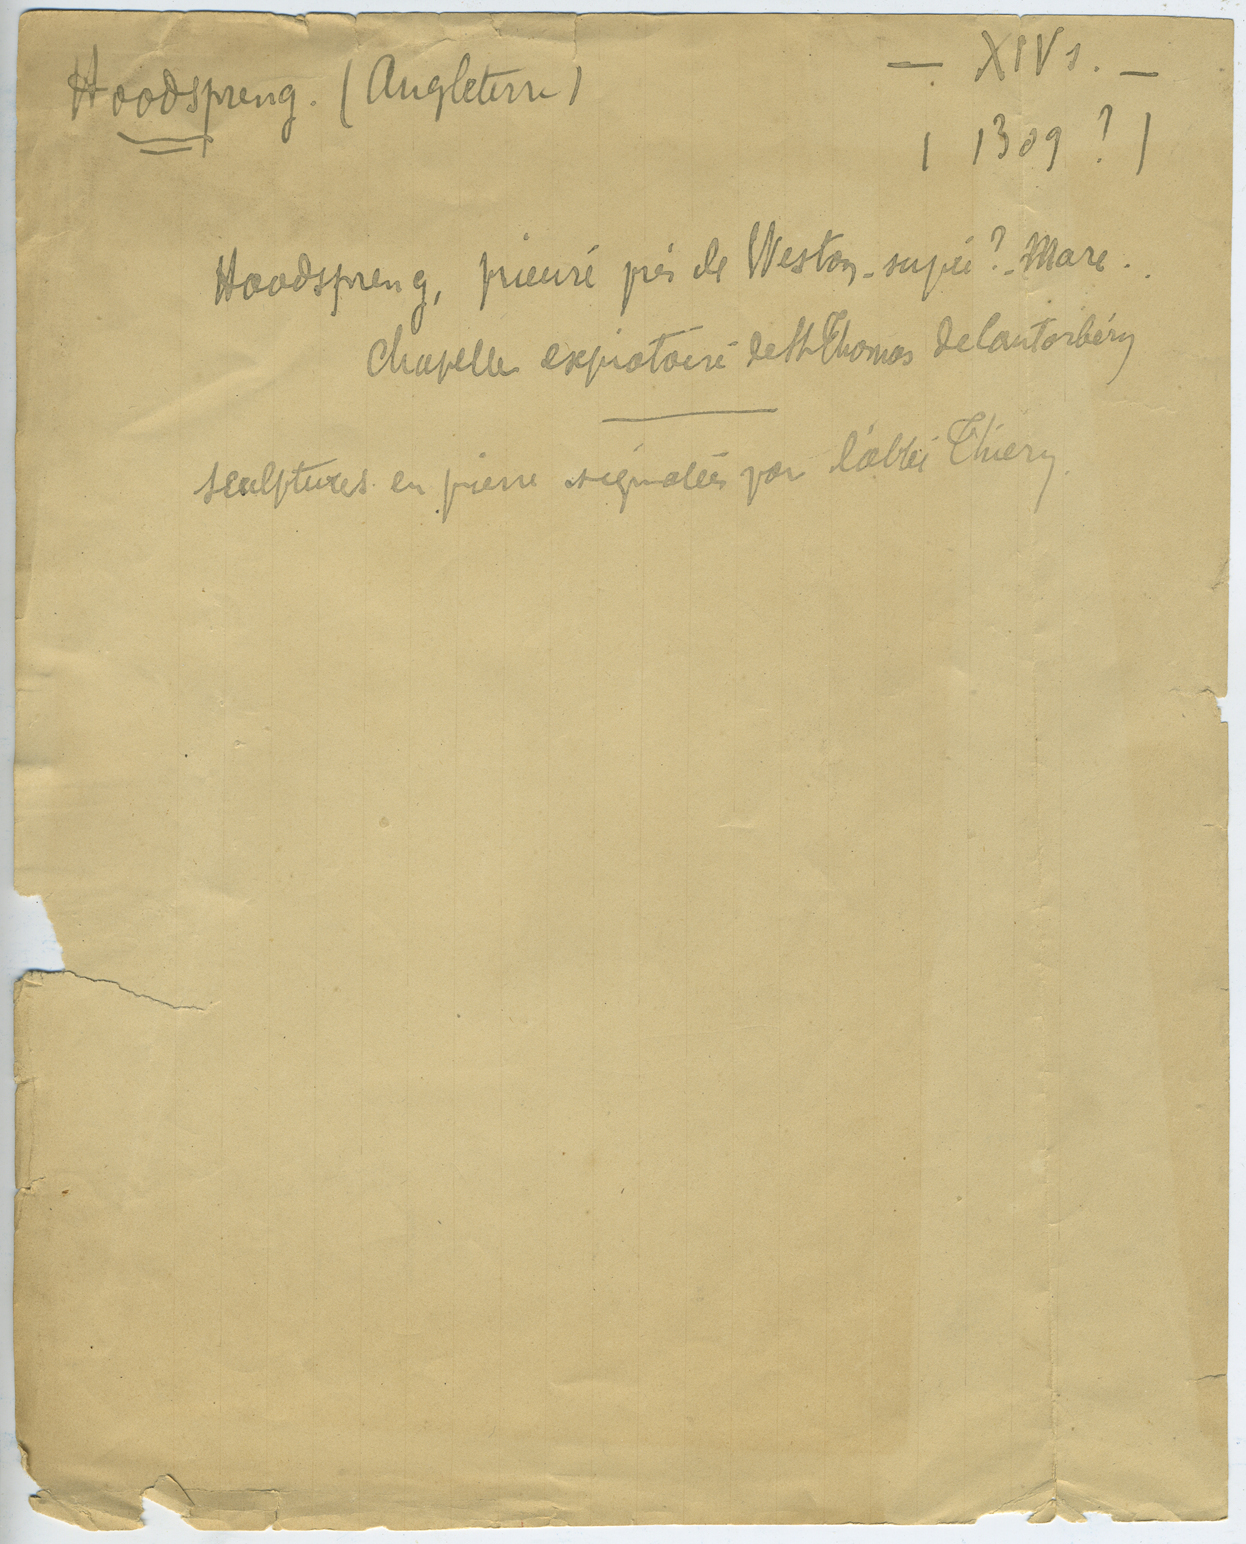 Hoodspreng. (Angleterre)
— XIVs. —
( 1309 ? )
Hoodspreng, prieuré près de Weston-supée?-Mare.
Chapelle expiatoire de St Thomas de Cantorbéry
sculptures en pierre signalées par l'abbé Thiery.